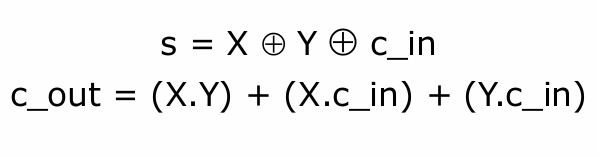 s = X ⊕ Y ⊕ c_in
c_out = (X.Y) + (X.c_in) + (Y.c_in)